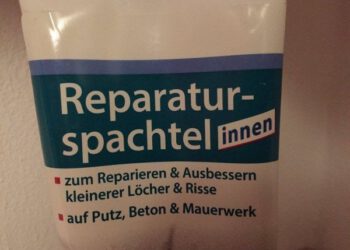 Reparatur-
spachtel innen
zum Reparieren & Ausbessern
kleinerer Löcher & Risse
auf Putz, Beton & Mauerwerk